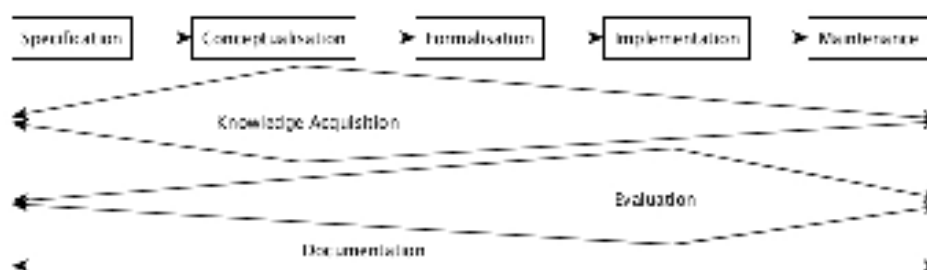 Specification Conceptualisation Formalisation Implementation Maintenance
Knowledge Acquisition
Evaluation
Documentation